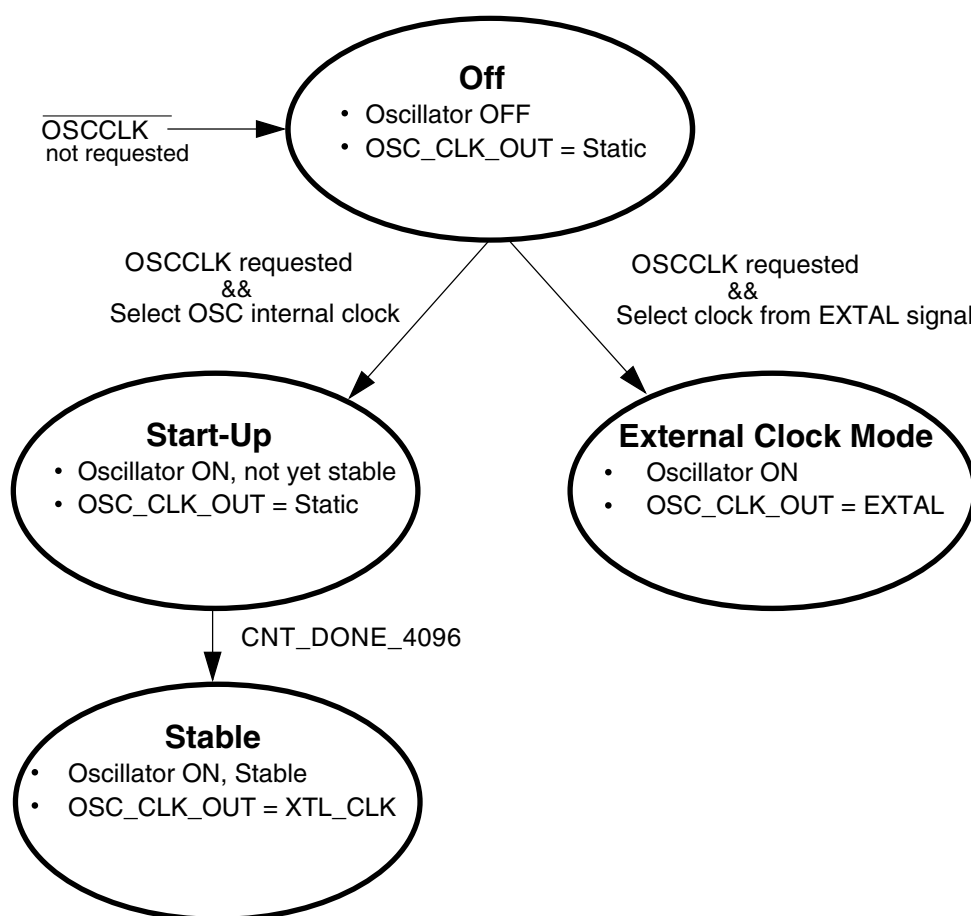 Off
• Oscillator OFF
• OSC_CLK_OUT = Static
OSCCLK
not requested
OSCCLK requested
&&
Select OSC internal clock
OSCCLK requested
&&
Select clock from EXTAL signal
Start-Up
• Oscillator ON, not yet stable
• OSC_CLK_OUT = Static
External Clock Mode
• Oscillator ON
• OSC_CLK_OUT = EXTAL
CNT_DONE_4096
Stable
• Oscillator ON, Stable
• OSC_CLK_OUT = XTL_CLK